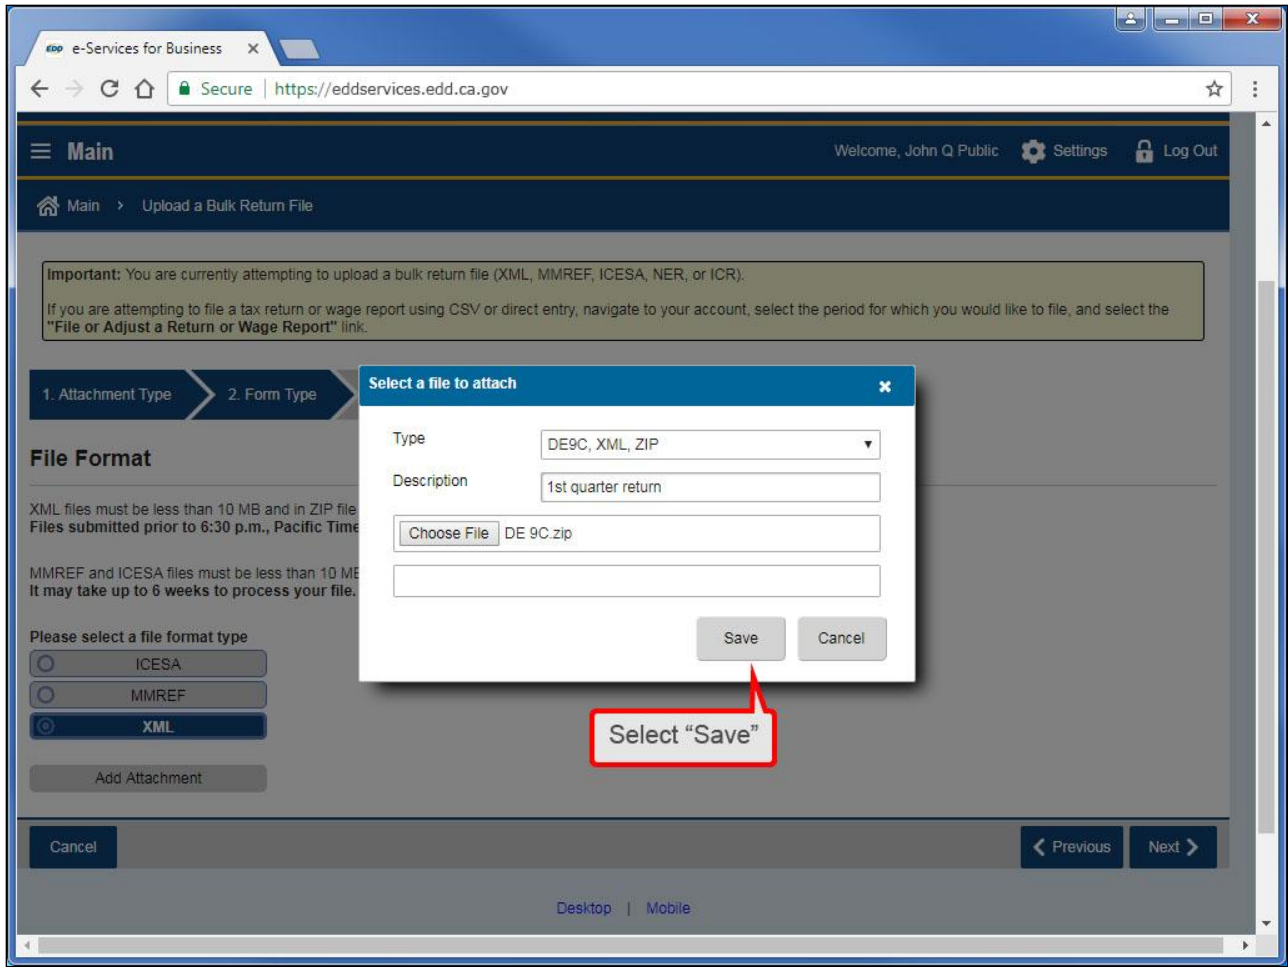 EDD e-Services for Business
Secure | https://eddservices.edd.ca.gov
Main
Welcome, John Q Public Settings Log Out
Main > Upload a Bulk Return File
Important: You are currently attempting to upload a bulk return file (XML, MMREF, ICESA, NER, or ICR).
If you are attempting to file a tax return or wage report using CSV or direct entry, navigate to your account, select the period for which you would like to file, and select the
"File or Adjust a Return or Wage Report" link.
1. Attachment Type 2. Form Type
Select a file to attach
Type DE9C, XML, ZIP
Description 1st quarter return
Choose File DE 9C.zip
Save Cancel
Select “Save”
File Format
XML files must be less than 10 MB and in ZIP file
Files submitted prior to 6:30 p.m., Pacific Time
MMREF and ICESA files must be less than 10
It may take up to 6 weeks to process your file.
Please select a file format type
ICESA
MMREF
XML
Add Attachment
Cancel Previous Next
Desktop | Mobile